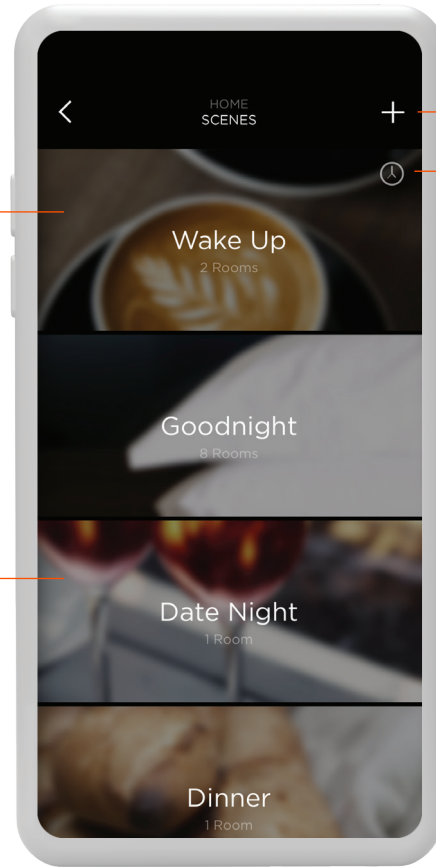 HOME
SCENES
Wake Up
2 Rooms
Goodnight
8 Rooms
Date Night
1 Room
Dinner
1 Room